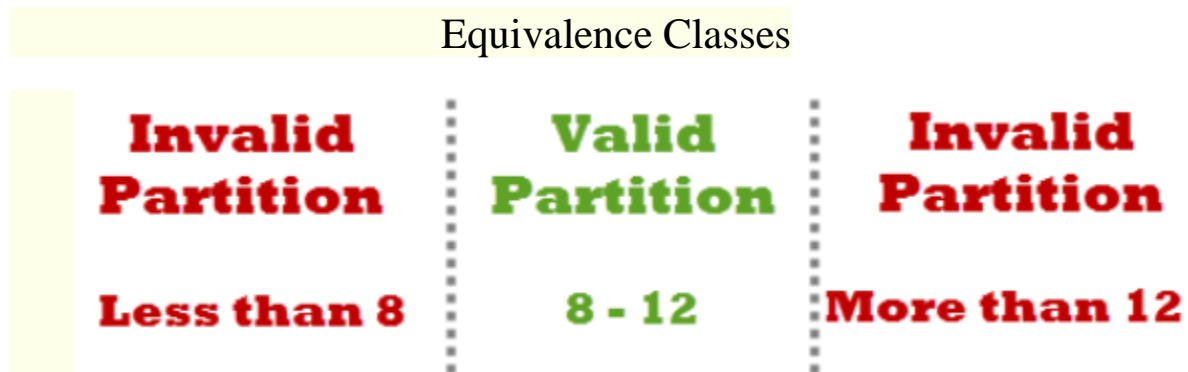 Equivalence Classes
Invalid
Partition
Less than 8
Valid
Partition
8 - 12
Invalid
Partition
More than 12